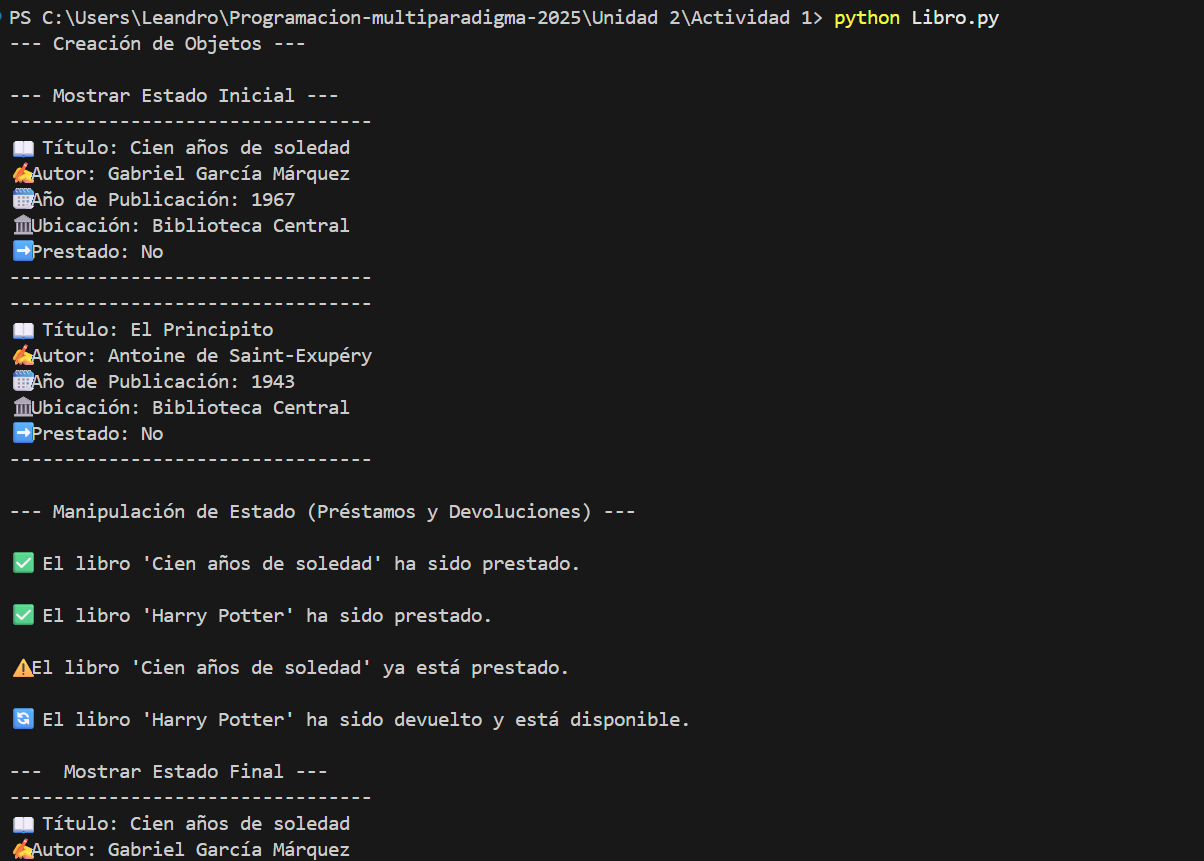 PS C:\Users\Leandro\Programacion-multiparadigma-2025\Unidad 2\Actividad 1> python Libro.py
--- Creación de Objetos ---
--- Mostrar Estado Inicial ---
---------------------------------
📖 Título: Cien años de soledad
✍️Autor: Gabriel García Márquez
🗓️Año de Publicación: 1967
🏛️Ubicación: Biblioteca Central
➡️Prestado: No
---------------------------------
---------------------------------
📖 Título: El Principito
✍️Autor: Antoine de Saint-Exupéry
🗓️Año de Publicación: 1943
🏛️Ubicación: Biblioteca Central
➡️Prestado: No
---------------------------------
--- Manipulación de Estado (Préstamos y Devoluciones) ---
✅ El libro 'Cien años de soledad' ha sido prestado.
✅ El libro 'Harry Potter' ha sido prestado.
⚠️El libro 'Cien años de soledad' ya está prestado.
🔄 El libro 'Harry Potter' ha sido devuelto y está disponible.
---  Mostrar Estado Final ---
---------------------------------
📖 Título: Cien años de soledad
✍️Autor: Gabriel García Márquez